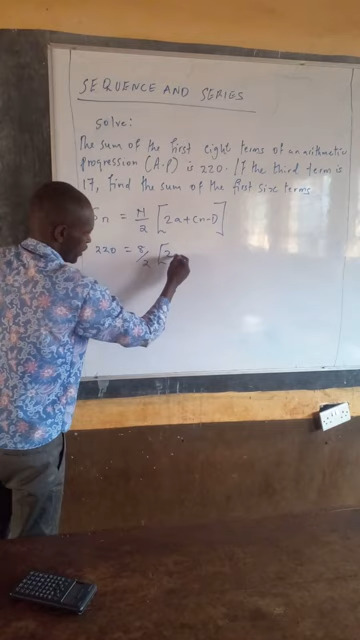 SEQUENCE AND SERIES
Solve:
The sum of the first eight terms of an arithmetic
progression (A.P) is 220. If the third term is
17, find the sum of the first six terms.
n = n/2 [2a+(n-1)]
220 = 8/2 [2